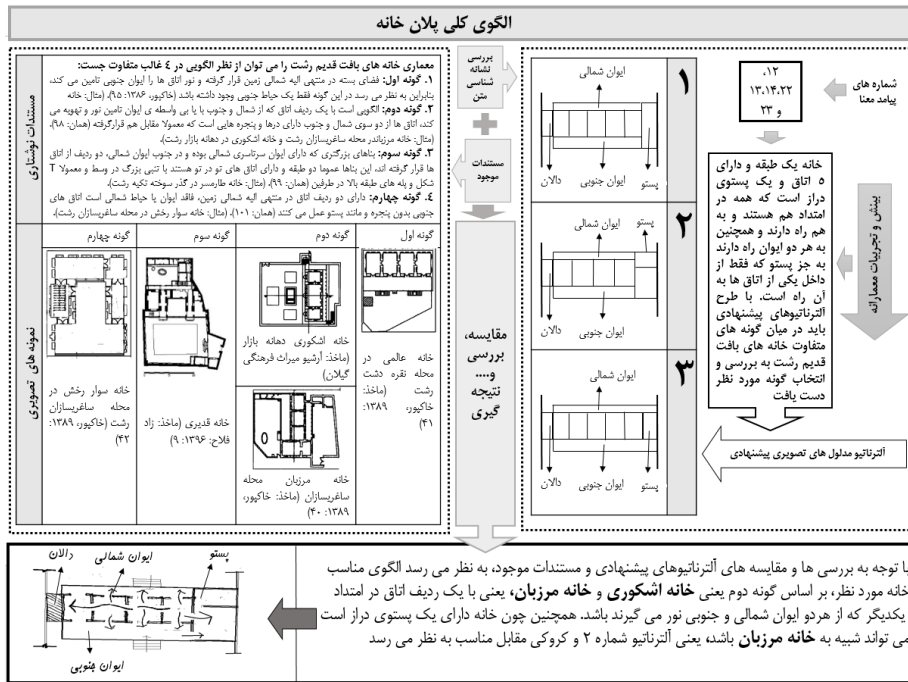 الگوی کلی پلان خانه
شماره های
پیامد معنا
۱۲،
۱۳،۱۴،۲۲
و ۲۳
بینش و تجربیات معمارانه
خانه یک طبقه و دارای
۵ اتاق و یک پستوی
دراز است که همه در
امتداد هم هستند و به
هم راه دارند و همچنین
به هر دو ایوان راه دارند
به جز پستو که فقط از
داخل یکی از اتاق ها به
آن راه است. با طرح
آلترناتیوهای پیشنهادی
باید در میان گونه های
متفاوت خانه های بافت
قدیم رشت به بررسی و
انتخاب گونه مورد نظر
دست یافت
آلترناتیو مدلول های تصویری پیشنهادی
۱
ایوان شمالی
پستو
ایوان جنوبی
دالان
۲
پستو
ایوان شمالی
ایوان جنوبی
دالان
۳
ایوان شمالی
پستو
ایوان جنوبی
دالان
بررسی
نشانه
شناسی
متن
مستندات
موجود
مقایسه،
بررسی
و....
نتیجه
گیری
مستندات نوشتاری
معماری خانه های بافت قدیم رشت را می توان از نظر الگویی در ٤ غالب متفاوت جست:
۱. گونه اول: فضای بسته در منتهی الیه شمالی زمین قرار گرفته و نور اتاق ها را ایوان جنوبی تامین می کند،
بنابراین به نظر می رسد در این گونه فقط یک حیاط جنوبی وجود داشته باشد (خاکپور، ۱۳۸۶: ۹۵)، (مثال: خانه
۲. گونه دوم: الگویی است با یک ردیف اتاق که از شمال و جنوب با یا بی واسطه ی ایوان تامین نور و تهویه می
کند، اتاق ها از دو سوی شمال و جنوب دارای درها و پنجره هایی است که معمولا مقابل هم قرارگرفته (همان: ۹۸)،
(مثال: خانه مرزباندر محله ساغریسازان رشت و خانه اشکوری در دهانه بازار رشت).
۳. گونه سوم: بناهای بزرگتری که دارای ایوان سرتاسری شمالی بوده و در جنوب ایوان شمالی، دو ردیف از اتاق
ها قرار گرفته اند، این بناها عموما دو طبقه و دارای اتاق های تو در تو هستند با تنبی بزرگ در وسط و معمولا T
شکل و پله های طبقه بالا در طرفین (همان: ۹۹)، (مثال: خانه طارمسر در گذر سوخته تکیه رشت).
٤. گونه چهارم: دارای دو ردیف اتاق در منتهی الیه شمالی زمین، فاقد ایوان یا حیاط شمالی است اتاق های
جنوبی بدون پنجره و مانند پستو عمل می کنند (همان: ۱۰۱)، (مثال: خانه سوار رخش در محله ساغریسازان رشت).
نمونه های تصویری
گونه اول
خانه عالمی در
محله نقره دشت
رشت (ماخذ:
خاکپور، ۱۳۸۹:
۴۱)
گونه دوم
خانه اشکوری دهانه بازار
(ماخذ: آرشیو میراث فرهنگی
گیلان)
خانه مرزبان محله
ساغریسازان (ماخذ: خاکپور،
۱۳۸۹: ۴۰)
گونه سوم
خانه قدیری (ماخذ: زاد
فلاح: ۱۳۹۶: ۹)
گونه چهارم
خانه سوار رخش در
محله ساغریسازان
رشت (خاکپور، ۱۳۸۹:
۴۲)
با توجه به بررسی ها و مقایسه های آلترناتیوهای پیشنهادی و مستندات موجود، به نظر می رسد الگوی مناسب
خانه مورد نظر، بر اساس گونه دوم یعنی خانه اشکوری و خانه مرزبان، یعنی با یک ردیف اتاق در امتداد
یکدیگر که از هردو ایوان شمالی و جنوبی نور می گیرند باشد. همچنین چون خانه دارای یک پستوی دراز است
می تواند شبیه به خانه مرزبان باشد، یعنی آلترناتیو شماره ۲ و کروکی مقابل مناسب به نظر می رسد
پستو
ایوان شمالی
دالان
ایوان جنوبی